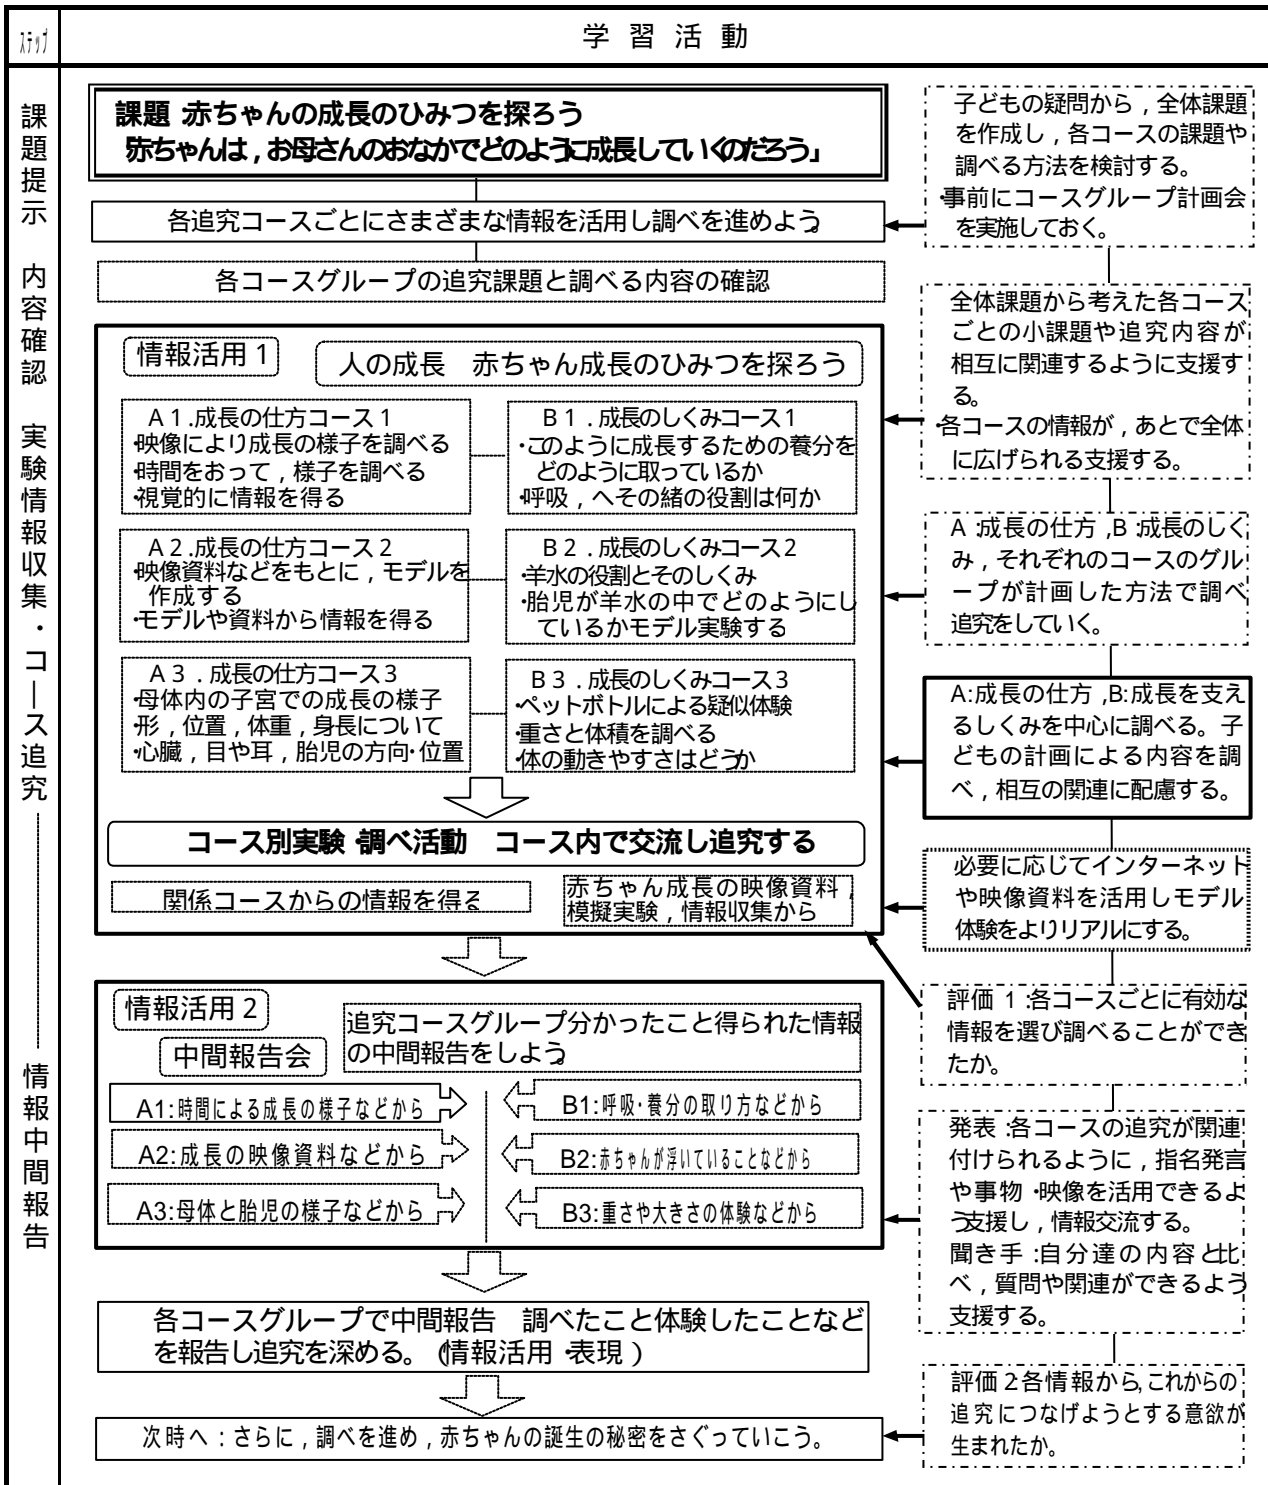 ステップ
学習活動
課題提示　内容確認　実験情報収集・コース追究
情報中間報告
課題・赤ちゃんの成長のひみつを探ろう
「赤ちゃんは，お母さんのおなかでどのように成長していくのだろう」
各追究コースごとにさまざまな情報を活用し調べを進めよう。
各コースグループの追究課題と調べる内容の確認
情報活用1
人の成長　赤ちゃん成長のひみつを探ろう
A１.成長の仕方コース１
・映像により成長の様子を調べる
・時間をおって，様子を調べる
・視覚的に情報を得る
B１．成長のしくみコース1
・このように成長するための養分を
どのように取っているか
・呼吸，へその緒の役割は何か
A２.成長の仕方コース２
・映像資料などをもとに，モデルを
作成する
・モデルや資料から情報を得る
B２．成長のしくみコース2
・羊水の役割とそのしくみ
・胎児が羊水の中でどのようにし
ているかモデル実験する
A３．成長の仕方コース３
・母体内の子宮での成長の様子
・形，位置，体重，身長について
・心臓，目や耳，胎児の方向・位置
B３．成長のしくみコース3
・ペットボトルによる疑似体験
・重さと体積を調べる
・体の動きやすさはどうか
コース別実験・調べ活動　コース内で交流し追究する
関係コースからの情報を得る
赤ちゃん成長の映像資料，
模擬実験，情報収集から
情報活用2
中間報告会
追究コースグループ分かったこと得られた情報
の中間報告をしよう。
A1:時間による成長の様子などから
B1:呼吸・養分の取り方などから
A2:成長の映像資料などから
B2:赤ちゃんが浮いていることなどから
A3:母体と胎児の様子などから
B3:重さや大きさの体験などから
各コースグループで中間報告　調べたこと体験したことなど
を報告し追究を深める。（情報活用・表現）
次時へ：さらに，調べを進め，赤ちゃんの誕生の秘密をさぐっていこう。
子どもの疑問から，全体課題
を作成し，各コースの課題や
調べる方法を検討する。
・事前にコースグループ計画会
を実施しておく。
全体課題から考えた各コース
ごとの小課題や追究内容が
相互に関連するように支援す
る。
・各コースの情報が，あとで全体
に広げられる支援する。
A:成長の仕方，B:成長のしく
み，それぞれのコースのグル
ープが計画した方法で調べ
追究をしていく。
A:成長の仕方，B:成長を支え
るしくみを中心に調べる。子
どもの計画による内容を調
べ，相互の関連に配慮する。
必要に応じてインターネット
や映像資料を活用しモデル
体験をよりリアルにする。
評価1:各コースごとに有効な
情報を選び調べることができ
たか。
発表:各コースの追究が関連
付けられるように，指名発言
や事物・映像を活用できるよ
う支援し，情報交流する。
聞き手:自分達の内容と比
べ，質問や関連ができるよう
支援する。
評価2:各情報から，これからの
追究につなげようとする意欲が
生まれたか。